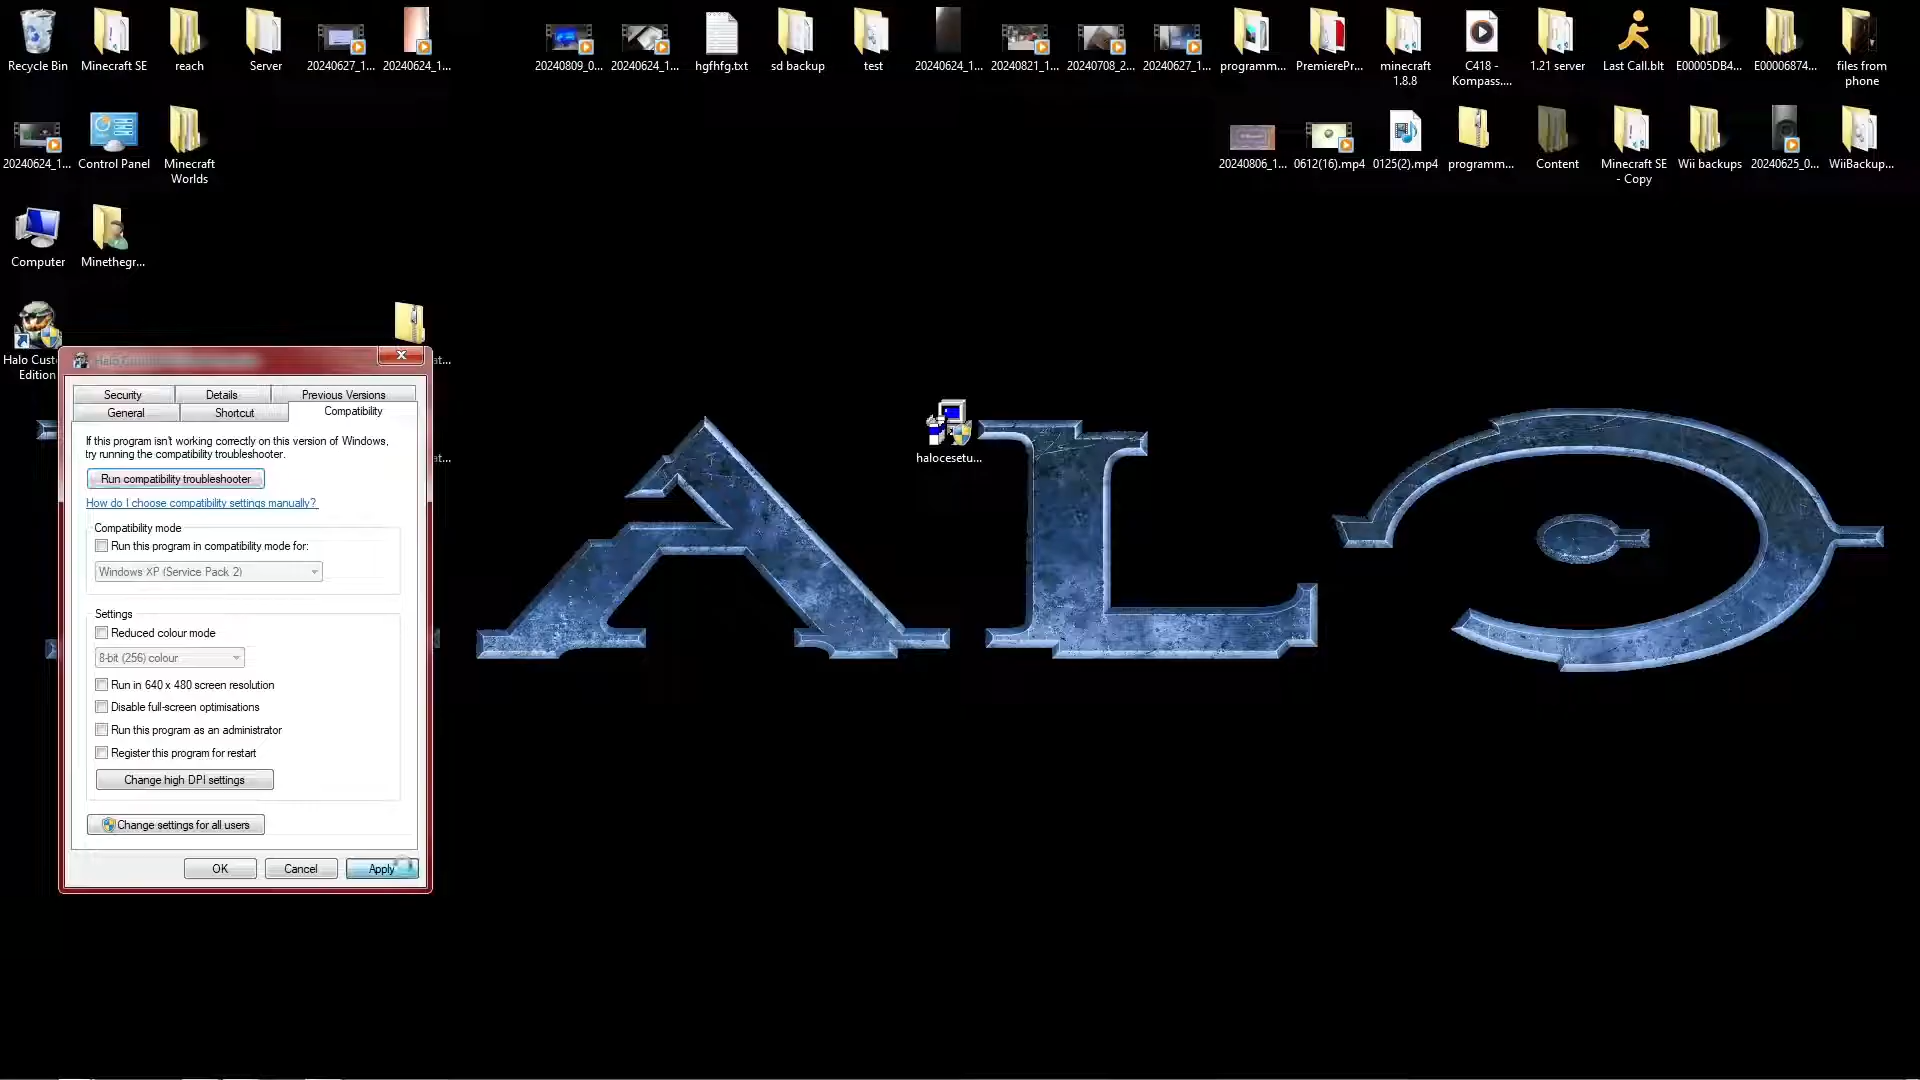 Recycle Bin
Minecraft SE
reach
Server
20240627_1...
20240624_1...
20240809_0...
20240624_1...
hgfhfg.txt
sd backup
test
20240624_1...
20240821_1...
20240708_2...
20240627_1...
programm...
PremierePr...
minecraft
1.8.8
C418 -
Kompass....
1.21 server
Last Call.blt
E00005DB4...
E00006874...
files from
phone
20240624_1...
Control Panel
Minecraft
Worlds
20240806_1...
0612(16).mp4
0125(2).mp4
programm...
Content
Minecraft SE
- Copy
Wii backups
20240625_0...
WiiBackup...
Computer
Minethegr...
Halo Cust
Edition
at...
at...
halocesetu...
ALO
Security
Details
Previous Versions
General
Shortcut
Compatibility
If this program isn't working correctly on this version of Windows,
try running the compatibility troubleshooter.
Run compatibility troubleshooter
How do I choose compatibility settings manually?
Compatibility mode
Run this program in compatibility mode for:
Windows XP (Service Pack 2)
Settings
Reduced colour mode
8-bit (256) colour
Run in 640 x 480 screen resolution
Disable full-screen optimisations
Run this program as an administrator
Register this program for restart
Change high DPI settings
Change settings for all users
OK
Cancel
Apply